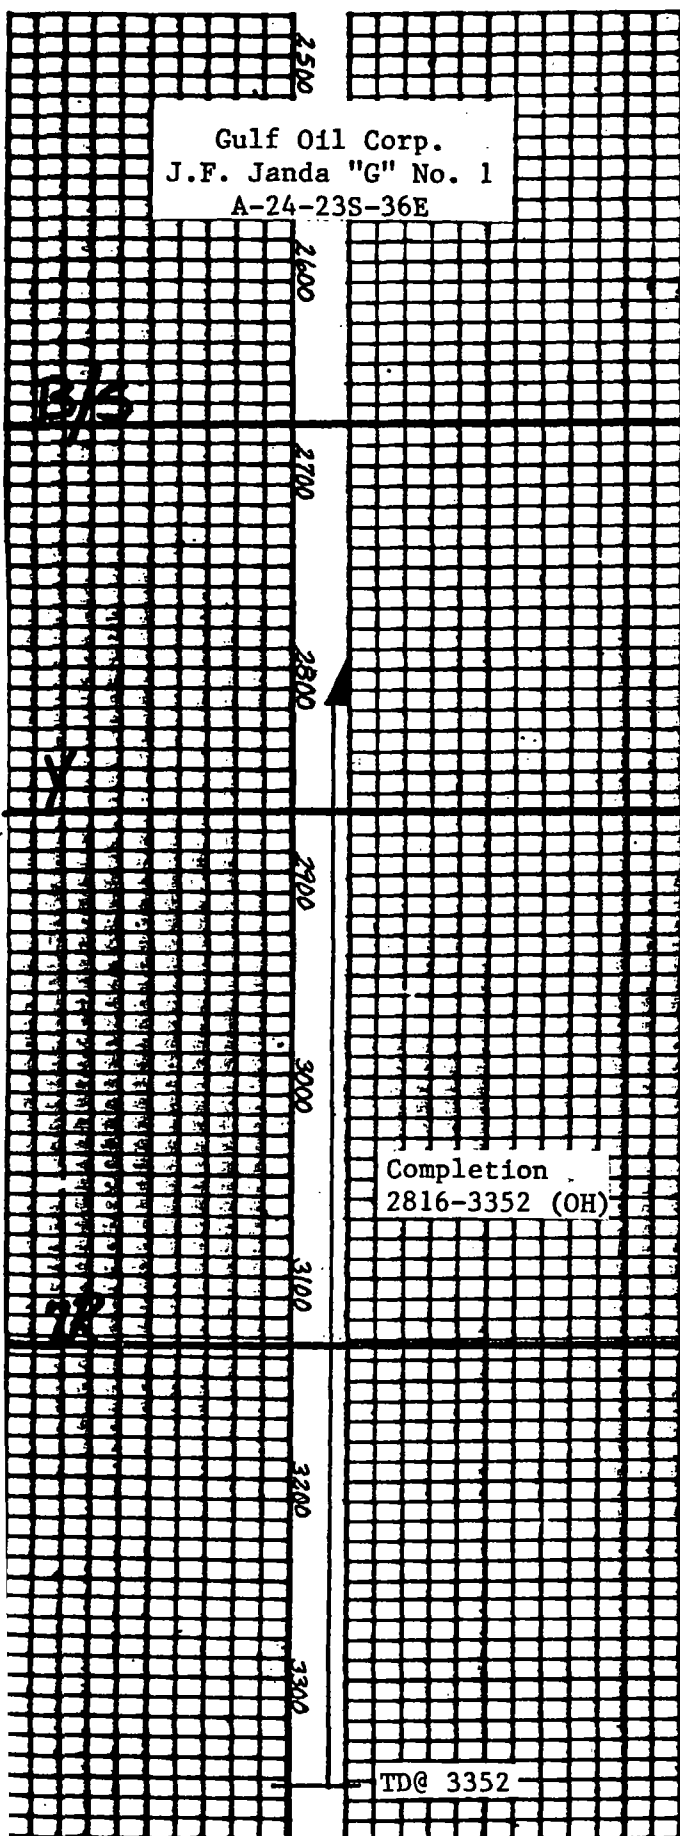 2500
Gulf Oil Corp.
J.F. Janda "G" No. 1
A-24-23S-36E
2600
B/S
2700
2800
Y
2900
3000
Completion
2816-3352 (OH)
3100
7R
3200
3300
TD@ 3352